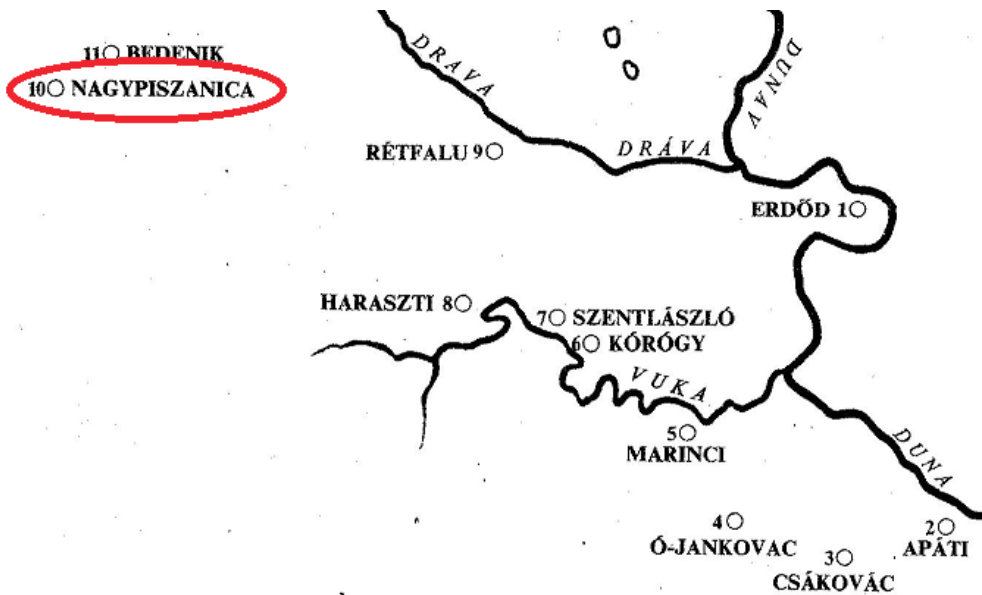 11 BEDENIK
10 NAGYPISZANICA
DRAVA
DUNAV
RÉTFALU 9
DRÁVA
ERDŐD 1
HARASZTI 8
7 SZENTLÁSZLÓ
6 KÓRÓGY
VUKA
5
MARINCI
DUNA
4
Ó-JANKOVAC
3
CSÁKOVÁC
2
APÁTI